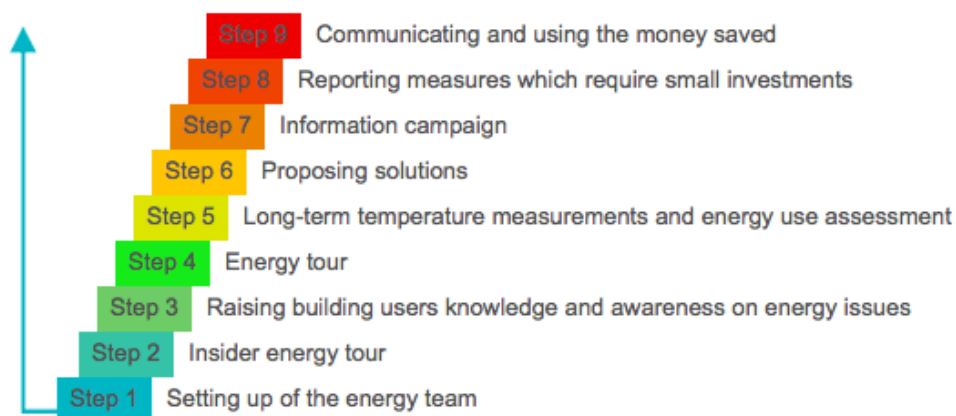 Step 9 Communicating and using the money saved
Step 8 Reporting measures which require small investments
Step 7 Information campaign
Step 6 Proposing solutions
Step 5 Long-term temperature measurements and energy use assessment
Step 4 Energy tour
Step 3 Raising building users knowledge and awareness on energy issues
Step 2 Insider energy tour
Step 1 Setting up of the energy team